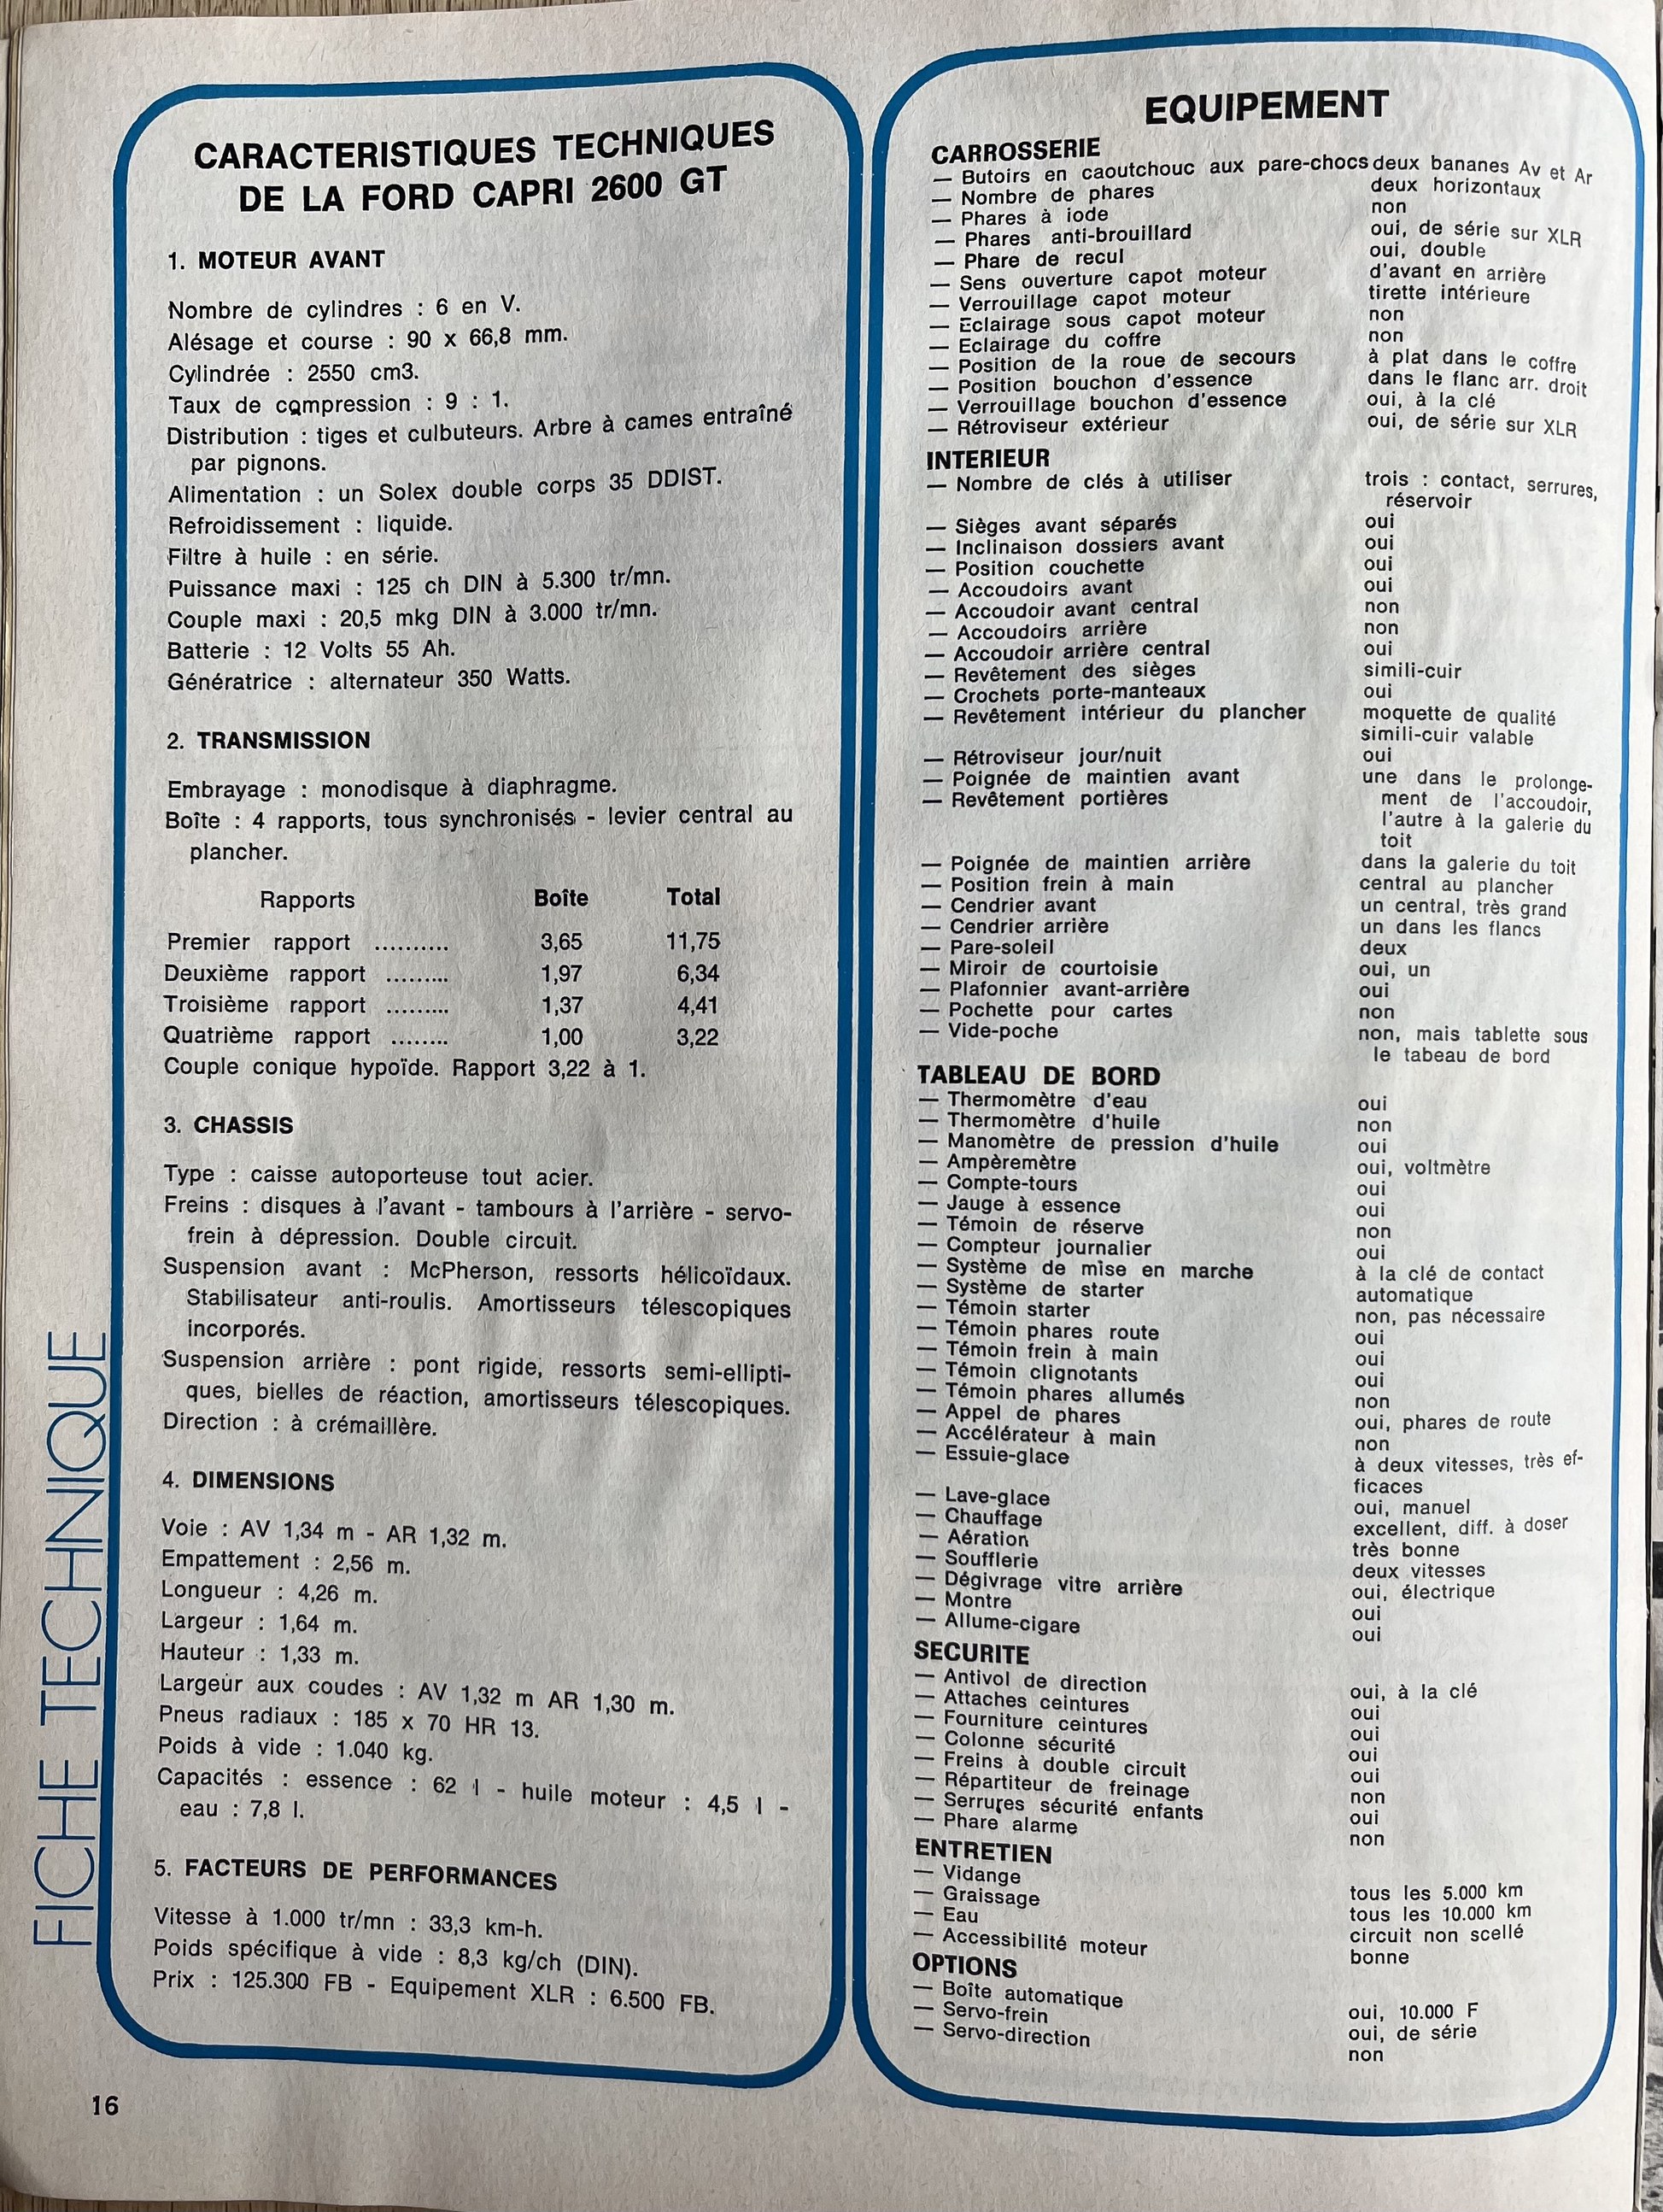 CARACTERISTIQUES TECHNIQUES
DE LA FORD CAPRI 2600 GT
1. MOTEUR AVANT
Nombre de cylindres : 6 en V.
Alésage et course : 90 x 66,8 mm.
Cylindrée : 2550 cm3.
Taux de compression : 9 : 1.
Distribution : tiges et culbuteurs. Arbre à cames entraîné
par pignons.
Alimentation : un Solex double corps 35 DDIST.
Refroidissement : liquide.
Filtre à huile : en série.
Puissance maxi : 125 ch DIN à 5.300 tr/mn.
Couple maxi : 20,5 mkg DIN à 3.000 tr/mn.
Batterie : 12 Volts 55 Ah.
Génératrice : alternateur 350 Watts.
2. TRANSMISSION
Embrayage : monodisque à diaphragme.
Boîte : 4 rapports, tous synchronisés - levier central au
plancher.
Rapports Boîte Total
Premier rapport .......... 3,65 11,75
Deuxième rapport ......... 1,97 6,34
Troisième rapport ......... 1,37 4,41
Quatrième rapport ........ 1,00 3,22
Couple conique hypoïde. Rapport 3,22 à 1.
3. CHASSIS
Type : caisse autoporteuse tout acier.
Freins : disques à l'avant - tambours à l'arrière - servo-
frein à dépression. Double circuit.
Suspension avant : McPherson, ressorts hélicoïdaux.
Stabilisateur anti-roulis. Amortisseurs télescopiques
incorporés.
Suspension arrière : pont rigide, ressorts semi-ellipti-
ques, bielles de réaction, amortisseurs télescopiques.
Direction : à crémaillère.
4. DIMENSIONS
Voie : AV 1,34 m - AR 1,32 m.
Empattement : 2,56 m.
Longueur : 4,26 m.
Largeur : 1,64 m.
Hauteur : 1,33 m.
Largeur aux coudes : AV 1,32 m AR 1,30 m.
Pneus radiaux : 185 x 70 HR 13.
Poids à vide : 1.040 kg.
Capacités : essence : 62 l - huile moteur : 4,5 l -
eau : 7,8 l.
5. FACTEURS DE PERFORMANCES
Vitesse à 1.000 tr/mn : 33,3 km-h.
Poids spécifique à vide : 8,3 kg/ch (DIN).
Prix : 125.300 FB - Equipement XLR : 6.500 FB.
FICHE TECHNIQUE
16
EQUIPEMENT
CARROSSERIE
— Butoirs en caoutchouc aux pare-chocs deux bananes Av et Ar
— Nombre de phares deux horizontaux
— Phares à iode non
— Phares anti-brouillard oui, de série sur XLR
— Phare de recul oui, double
— Sens ouverture capot moteur d'avant en arrière
— Verrouillage capot moteur tirette intérieure
— Eclairage sous capot moteur non
— Eclairage du coffre non
— Position de la roue de secours à plat dans le coffre
— Position bouchon d'essence dans le flanc arr. droit
— Verrouillage bouchon d'essence oui, à la clé
— Rétroviseur extérieur oui, de série sur XLR
INTERIEUR
— Nombre de clés à utiliser trois : contact, serrures,
réservoir
— Sièges avant séparés oui
— Inclinaison dossiers avant oui
— Position couchette oui
— Accoudoirs avant oui
— Accoudoir avant central non
— Accoudoirs arrière non
— Accoudoir arrière central oui
— Revêtement des sièges simili-cuir
— Crochets porte-manteaux oui
— Revêtement intérieur du plancher moquette de qualité
simili-cuir valable
— Rétroviseur jour/nuit oui
— Poignée de maintien avant une dans le prolonge-
— Revêtement portières ment de l'accoudoir,
l'autre à la galerie du
toit
— Poignée de maintien arrière dans la galerie du toit
— Position frein à main central au plancher
— Cendrier avant un central, très grand
— Cendrier arrière un dans les flancs
— Pare-soleil deux
— Miroir de courtoisie oui, un
— Plafonnier avant-arrière oui
— Pochette pour cartes non
— Vide-poche non, mais tablette sous
le tabeau de bord
TABLEAU DE BORD
— Thermomètre d'eau oui
— Thermomètre d'huile non
— Manomètre de pression d'huile oui
— Ampèremètre oui, voltmètre
— Compte-tours oui
— Jauge à essence oui
— Témoin de réserve non
— Compteur journalier oui
— Système de mise en marche à la clé de contact
— Système de starter automatique
— Témoin starter non, pas nécessaire
— Témoin phares route oui
— Témoin frein à main oui
— Témoin clignotants oui
— Témoin phares allumés non
— Appel de phares oui, phares de route
— Accélérateur à main non
— Essuie-glace à deux vitesses, très ef-
ficaces
— Lave-glace oui, manuel
— Chauffage excellent, diff. à doser
— Aération très bonne
— Soufflerie deux vitesses
— Dégivrage vitre arrière oui, électrique
— Montre oui
— Allume-cigare oui
SECURITE
— Antivol de direction oui, à la clé
— Attaches ceintures oui
— Fourniture ceintures oui
— Colonne sécurité oui
— Freins à double circuit oui
— Répartiteur de freinage non
— Serrures sécurité enfants oui
— Phare alarme non
ENTRETIEN
— Vidange tous les 5.000 km
— Graissage tous les 10.000 km
— Eau circuit non scellé
— Accessibilité moteur bonne
OPTIONS
— Boîte automatique oui, 10.000 F
— Servo-frein oui, de série
— Servo-direction non